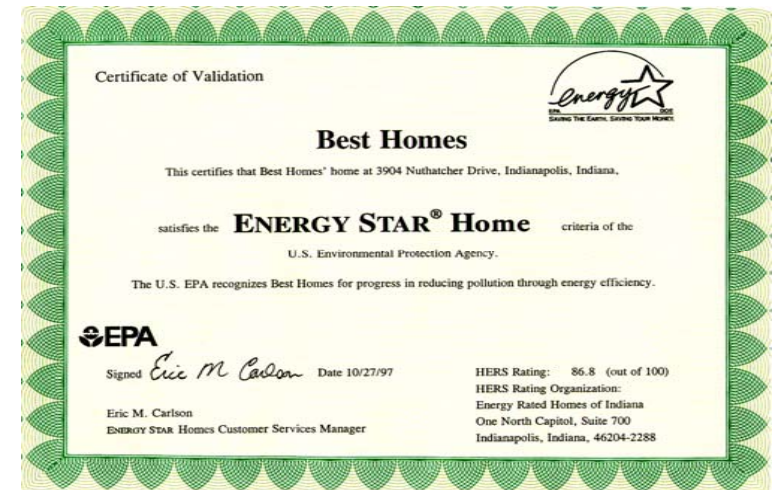 Certificate of Validation
energy
EPA DOE
SAVING THE EARTH. SAVING YOUR MONEY.
Best Homes
This certifies that Best Homes' home at 3904 Nuthatcher Drive, Indianapolis, Indiana,
satisfies the ENERGY STAR® Home criteria of the
U.S. Environmental Protection Agency.
The U.S. EPA recognizes Best Homes for progress in reducing pollution through energy efficiency.
EPA
Signed Eric M Carlson Date 10/27/97
Eric M. Carlson
ENERGY STAR Homes Customer Services Manager
HERS Rating: 86.8 (out of 100)
HERS Rating Organization:
Energy Rated Homes of Indiana
One North Capitol, Suite 700
Indianapolis, Indiana, 46204-2288